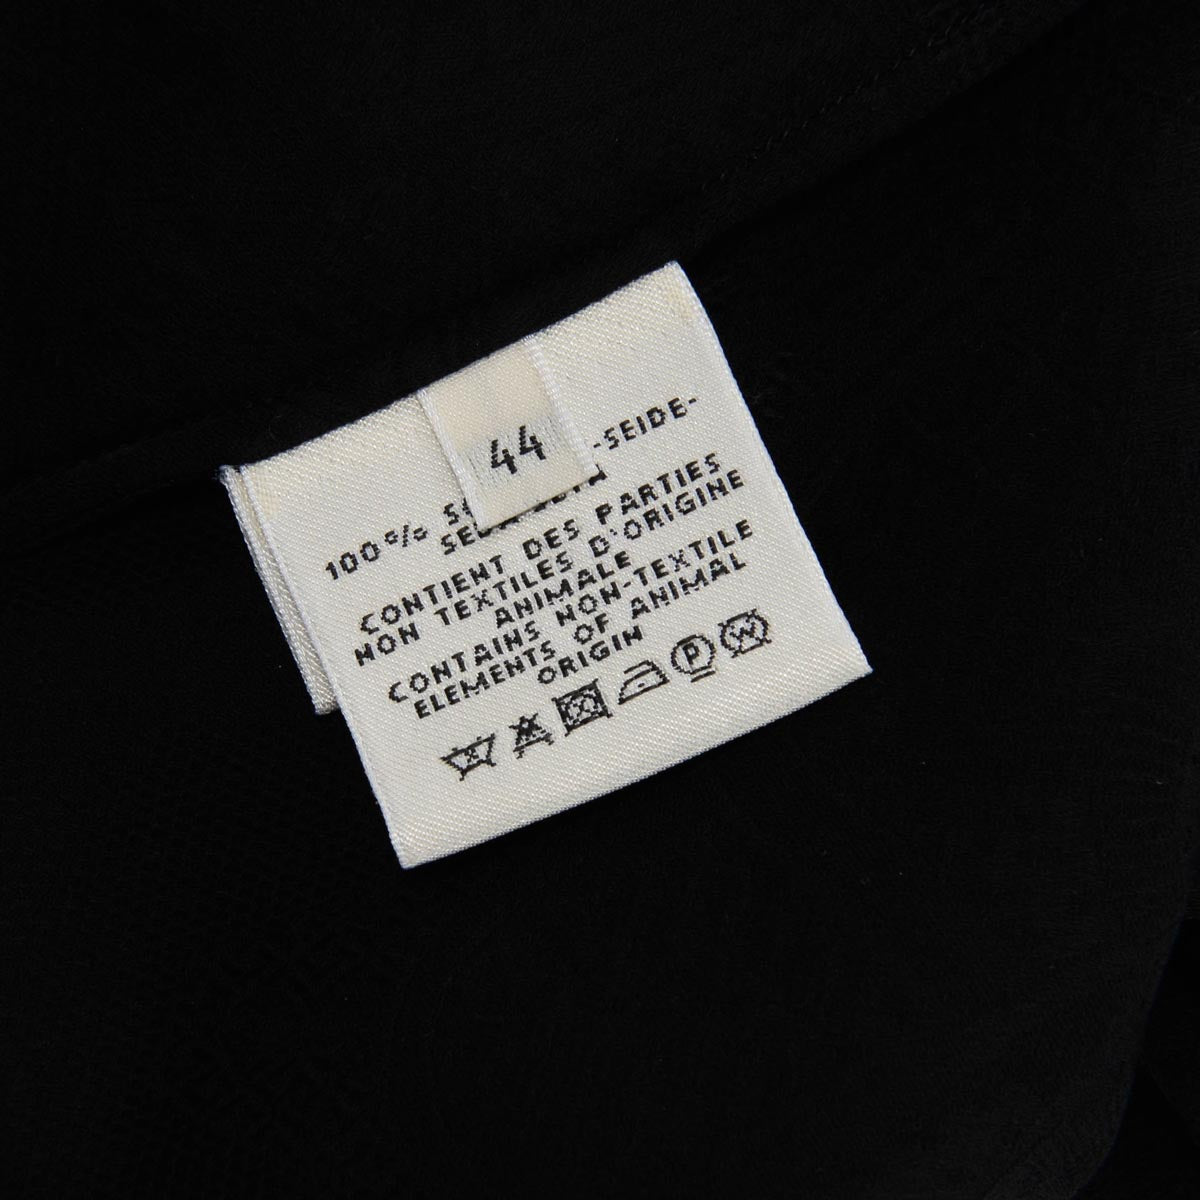 44
100% -SEIDE-
CONTIENT DES PARTIES
NON TEXTILES D'ORIGINE
ANIMALE
CONTAINS NON-TEXTILE
ELEMENTS OF ANIMAL
ORIGIN
P
W